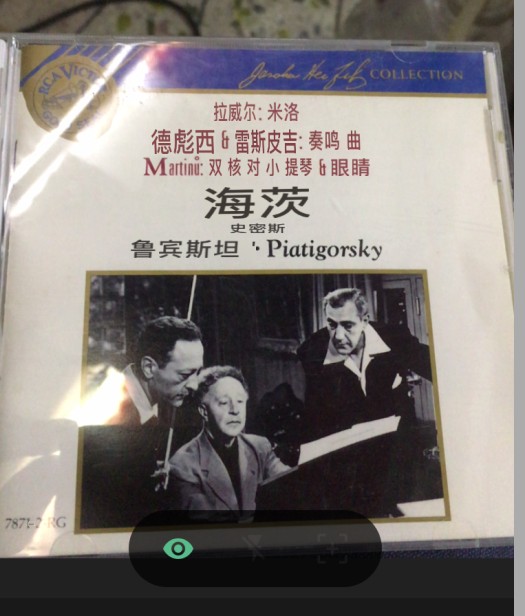 RCA VICTOR
Jascha Heifetz COLLECTION
拉威尔: 米洛
德彪西 & 雷斯皮吉: 奏鸣 曲
Martinů: 双 核 对 小 提琴 & 眼睛
海茨
史密斯
鲁宾斯坦 · Piatigorsky
7871-2-RG